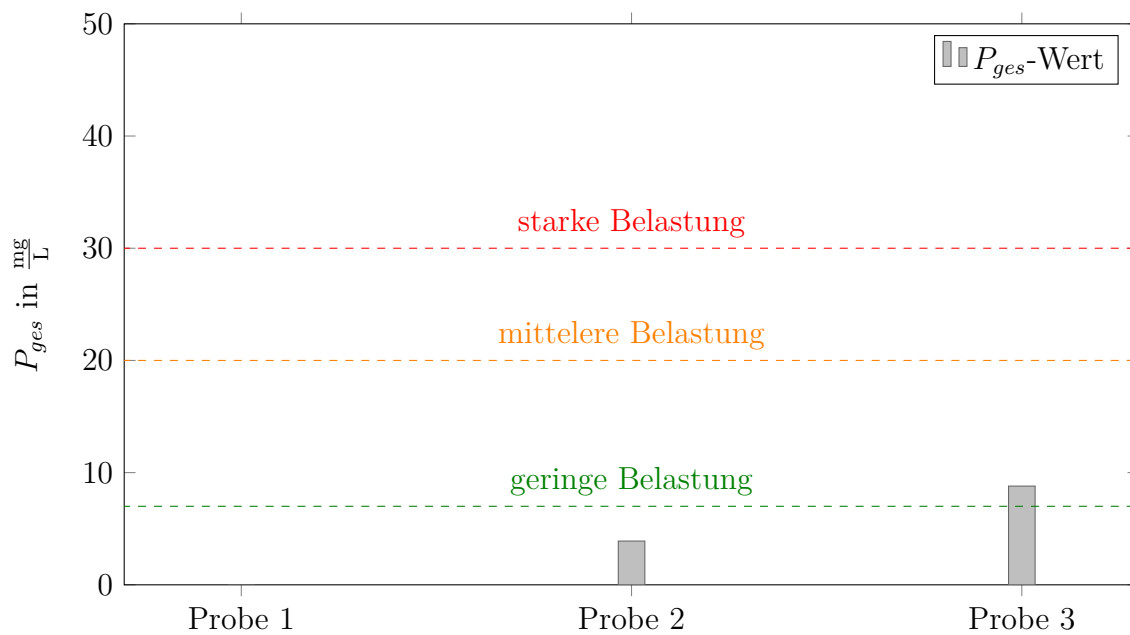 50
P_ges-Wert
40
starke Belastung
30
P_ges in mg/L
mittelere Belastung
20
geringe Belastung
10
0
Probe 1 Probe 2 Probe 3